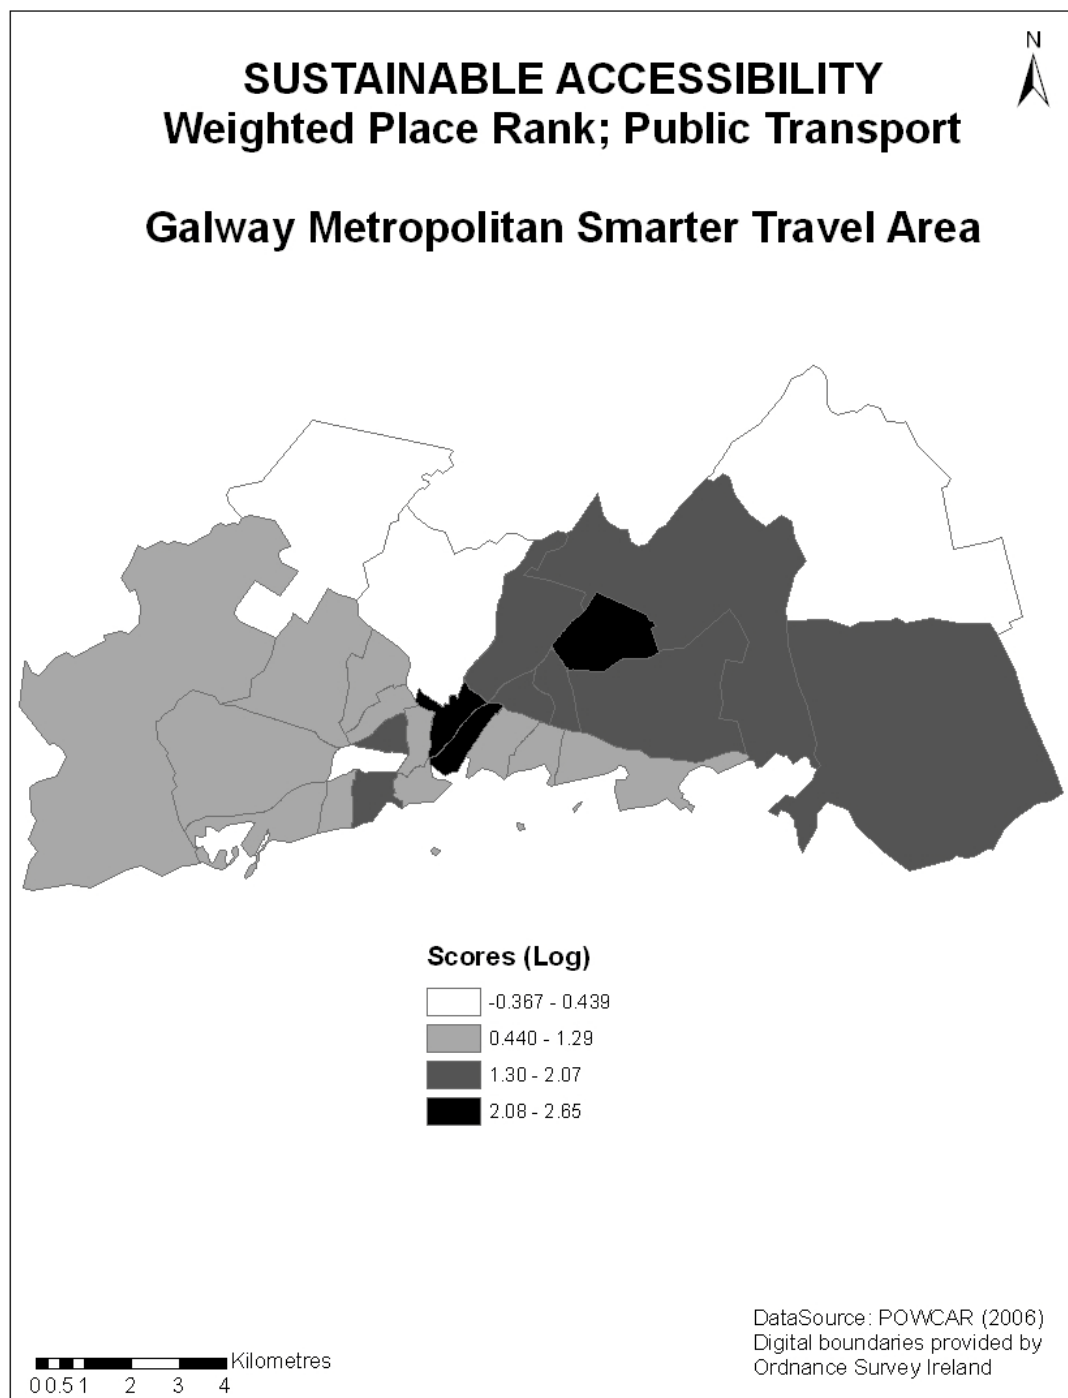 N
SUSTAINABLE ACCESSIBILITY
Weighted Place Rank; Public Transport
Galway Metropolitan Smarter Travel Area
Scores (Log)
-0.367 - 0.439
0.440 - 1.29
1.30 - 2.07
2.08 - 2.65
DataSource: POWCAR (2006)
Digital boundaries provided by
Ordnance Survey Ireland
Kilometres
0 0.5 1 2 3 4